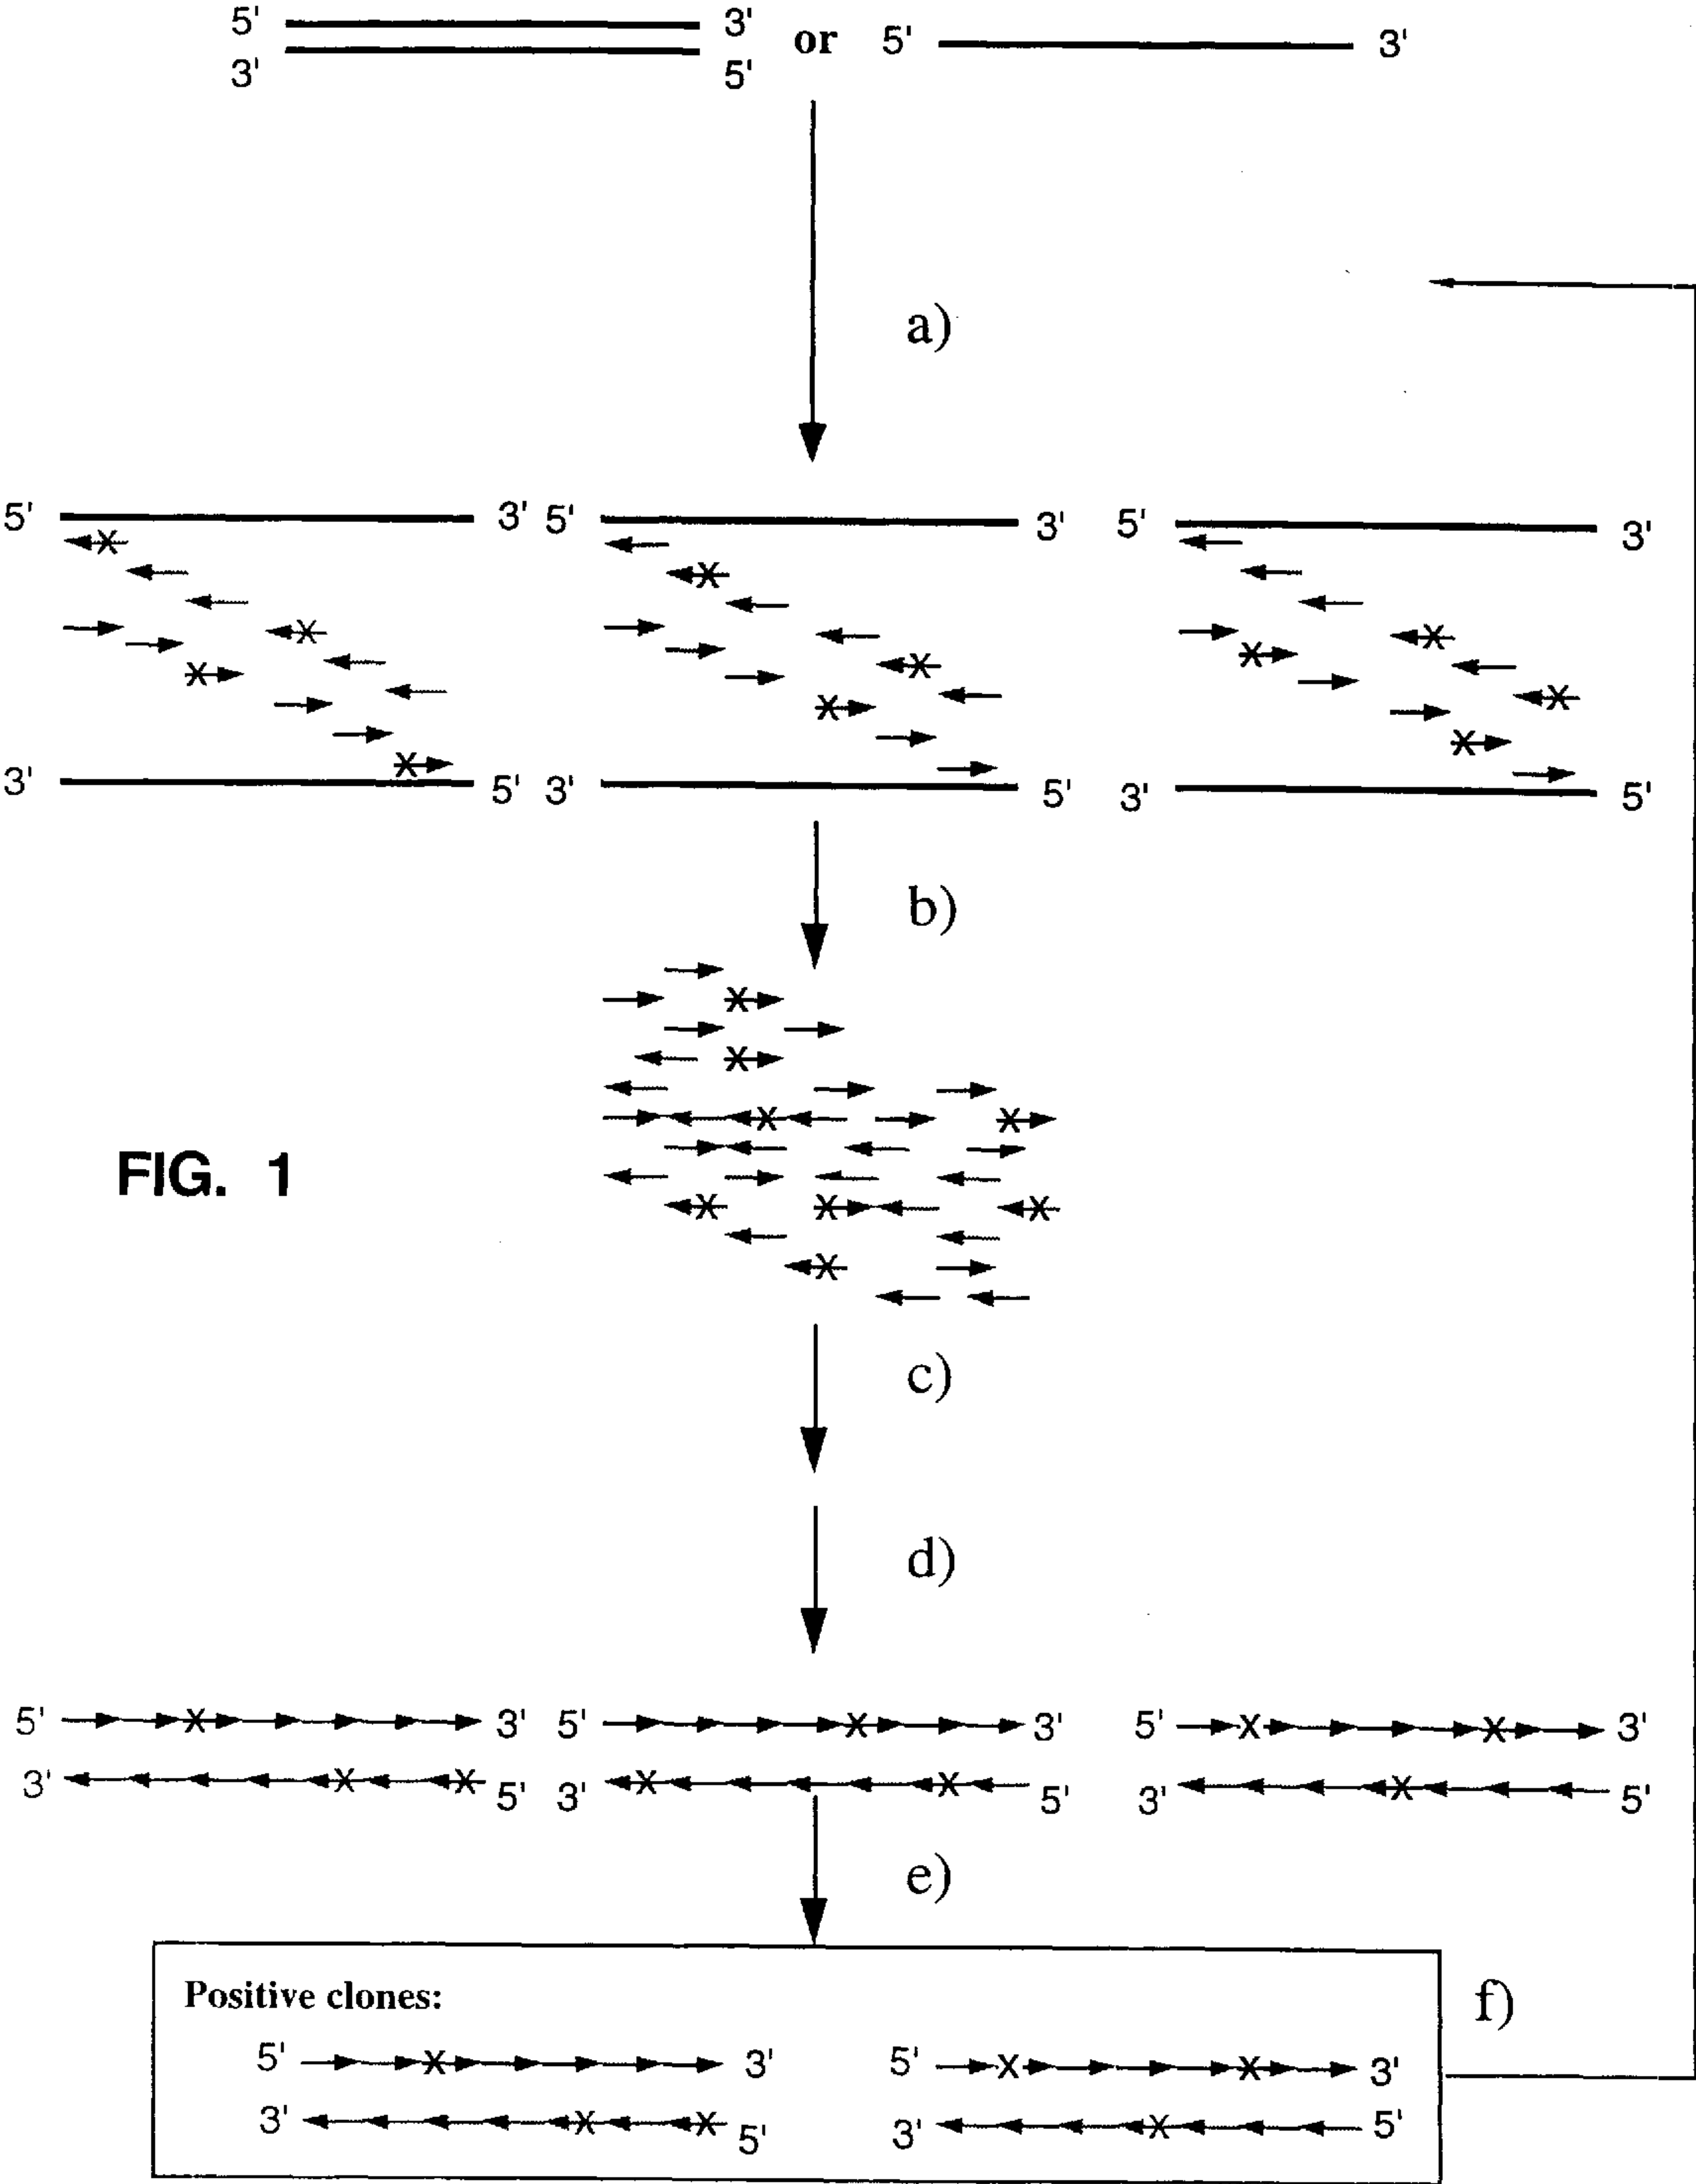 5' 3' or 5' 3'
3' 5'
a)
5' 3' 5' 3' 5' 3'
X
X
X X
X X X
X X
X X
X X
X
3' 5' 3' 5' 3' 5'
b)
X
X
X X
FIG. 1
X X X
X
c)
d)
5' X 3' 5' X 3' 5' X X 3'
3' X X 5' 3' X X 5' 3' X 5'
e)
Positive clones:
f)
5' X 3' 5' X X 3'
3' X X 5' 3' X 5'